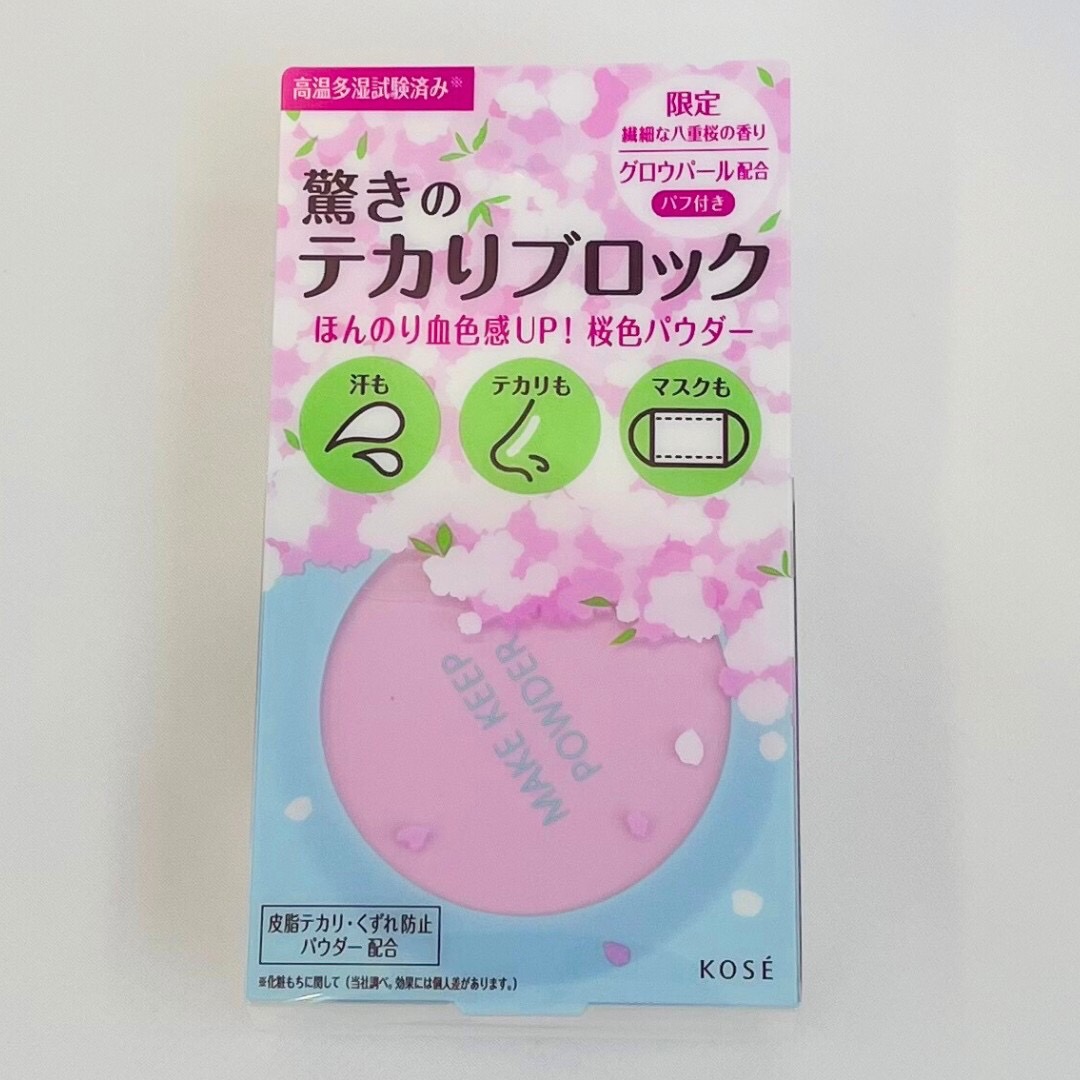 高温多湿試験済み※
限定
繊細な八重桜の香り
グロウパール配合
パフ付き
驚きの
テカリブロック
ほんのり血色感UP! 桜色パウダー
汗も
テカリも
マスクも
MAKE KEEP
POWDER
皮脂テカリ・くずれ防止
パウダー配合
※化粧もちに関して(当社調べ。効果には個人差があります。)
KOSÉ